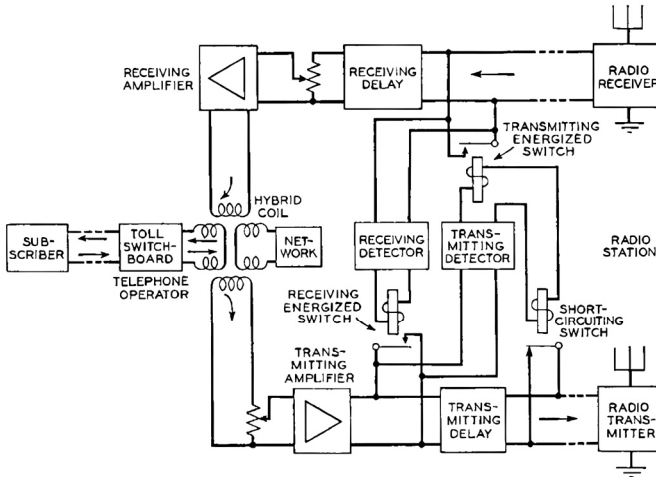 RECEIVING
AMPLIFIER
RECEIVING
DELAY
RADIO
RECEIVER
TRANSMITTING
ENERGIZED
SWITCH
HYBRID
COIL
SUB-
SCRIBER
TOLL
SWITCH-
BOARD
NET-
WORK
TELEPHONE
OPERATOR
RECEIVING
DETECTOR
TRANS-
MITTING
DETECTOR
RADIO
STATION
RECEIVING
ENERGIZED
SWITCH
SHORT-
CIRCUITING
SWITCH
TRANS-
MITTING
AMPLIFIER
TRANS-
MITTING
DELAY
RADIO
TRANS-
MITTER